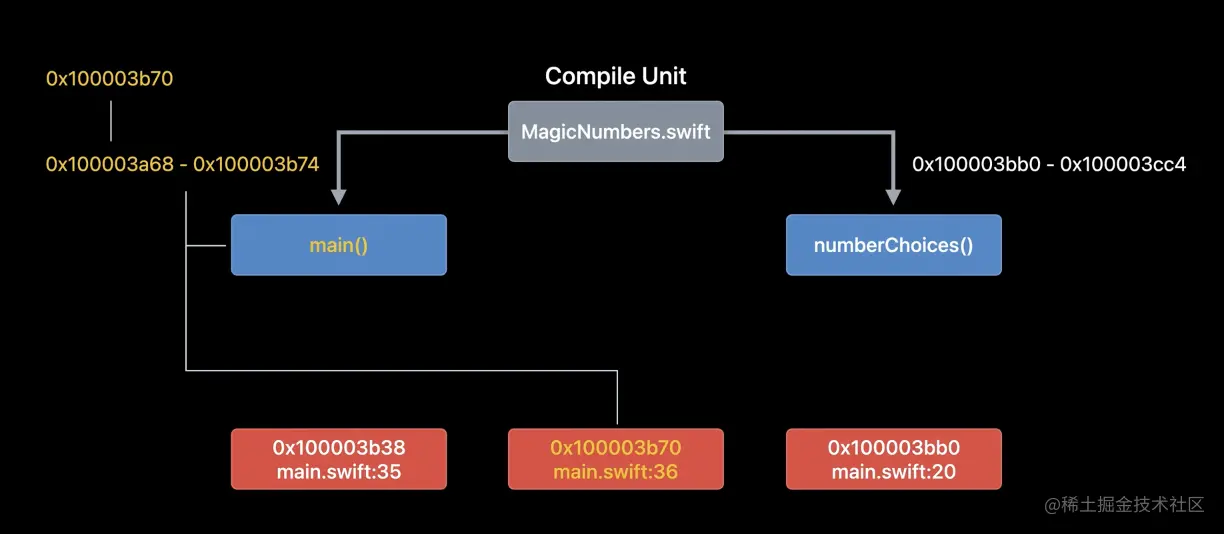 0x100003b70
Compile Unit
MagicNumbers.swift
0x100003a68 - 0x100003b74
0x100003bb0 - 0x100003cc4
main()
numberChoices()
0x100003b38
main.swift:35
0x100003b70
main.swift:36
0x100003bb0
main.swift:20
@稀土掘金技术社区